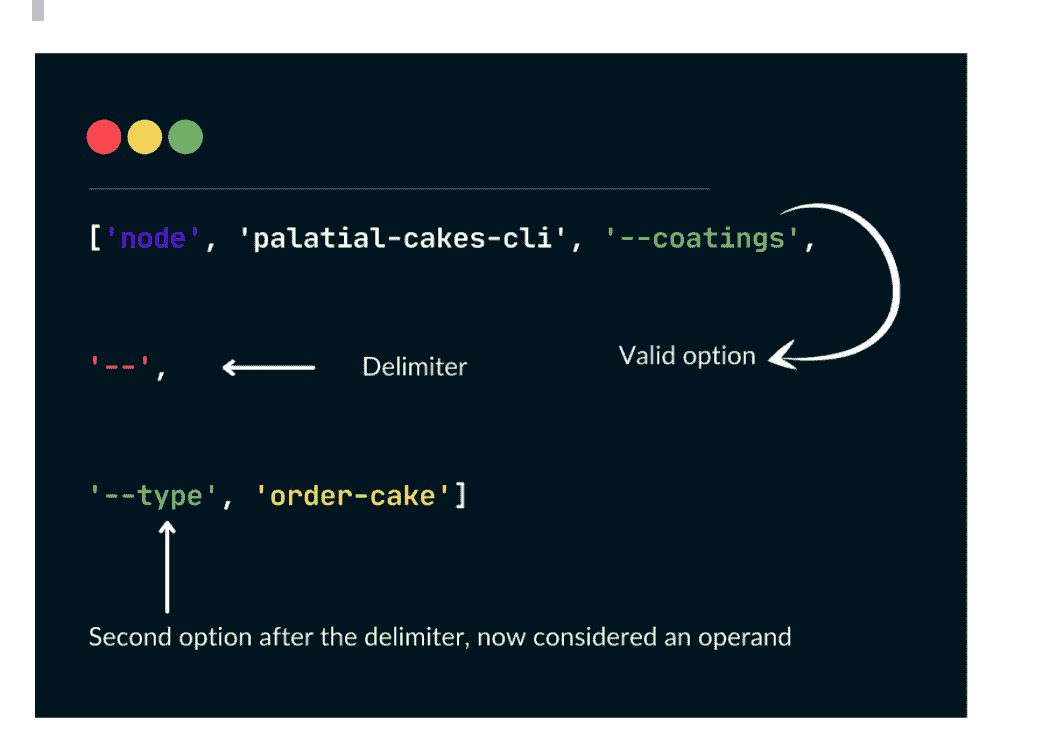 ['node', 'palatial-cakes-cli', '--coatings',
Valid option
'--', Delimiter
'--type', 'order-cake']
Second option after the delimiter, now considered an operand